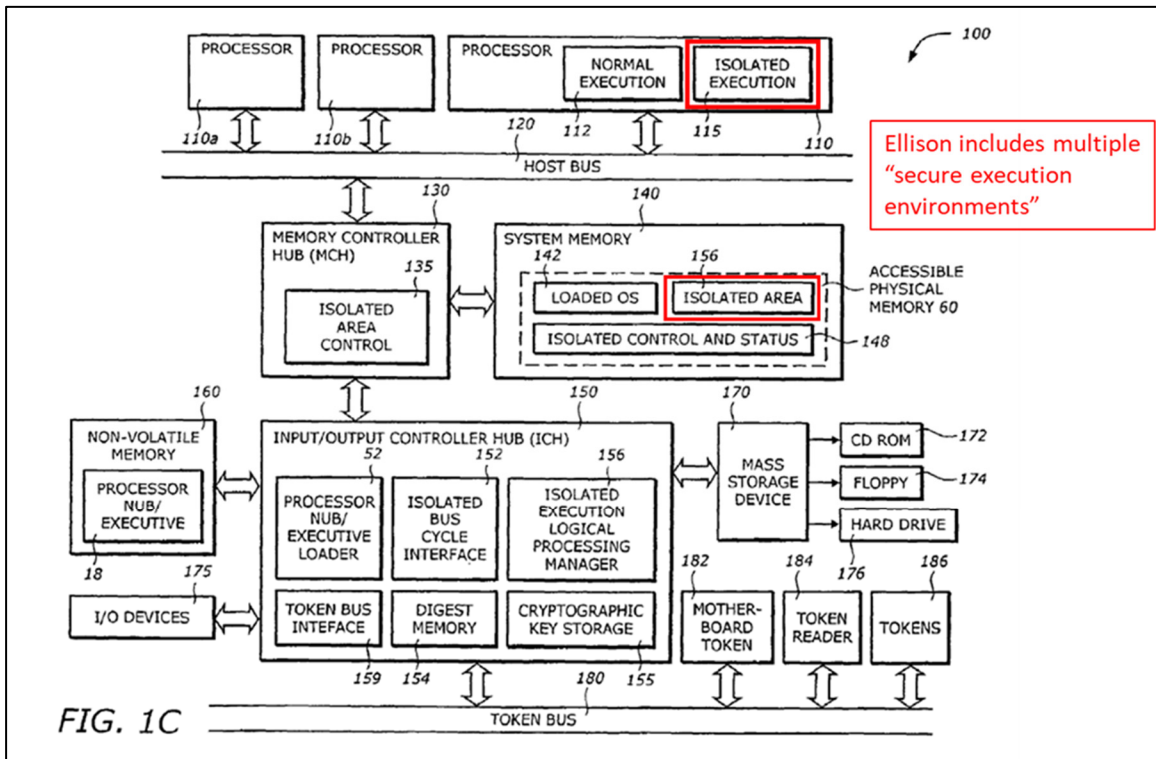 100
PROCESSOR
PROCESSOR
PROCESSOR
NORMAL
EXECUTION
ISOLATED
EXECUTION
110a
110b
120
112
115
110
HOST BUS
Ellison includes multiple
“secure execution
environments”
130
140
MEMORY CONTROLLER
HUB (MCH)
135
ISOLATED
AREA
CONTROL
SYSTEM MEMORY
142
156
LOADED OS
ISOLATED AREA
ISOLATED CONTROL AND STATUS
148
ACCESSIBLE
PHYSICAL
MEMORY 60
160
150
170
NON-VOLATILE
MEMORY
PROCESSOR
NUB/
EXECUTIVE
18
175
I/O DEVICES
INPUT/OUTPUT CONTROLLER HUB (ICH)
52
152
156
PROCESSOR
NUB/
EXECUTIVE
LOADER
ISOLATED
BUS
CYCLE
INTERFACE
ISOLATED
EXECUTION
LOGICAL
PROCESSING
MANAGER
TOKEN BUS
INTEFACE
DIGEST
MEMORY
CRYPTOGRAPHIC
KEY STORAGE
159
154
155
MASS
STORAGE
DEVICE
CD ROM
172
FLOPPY
174
HARD DRIVE
176
182
184
186
MOTHER-
BOARD
TOKEN
TOKEN
READER
TOKENS
180
TOKEN BUS
FIG. 1C